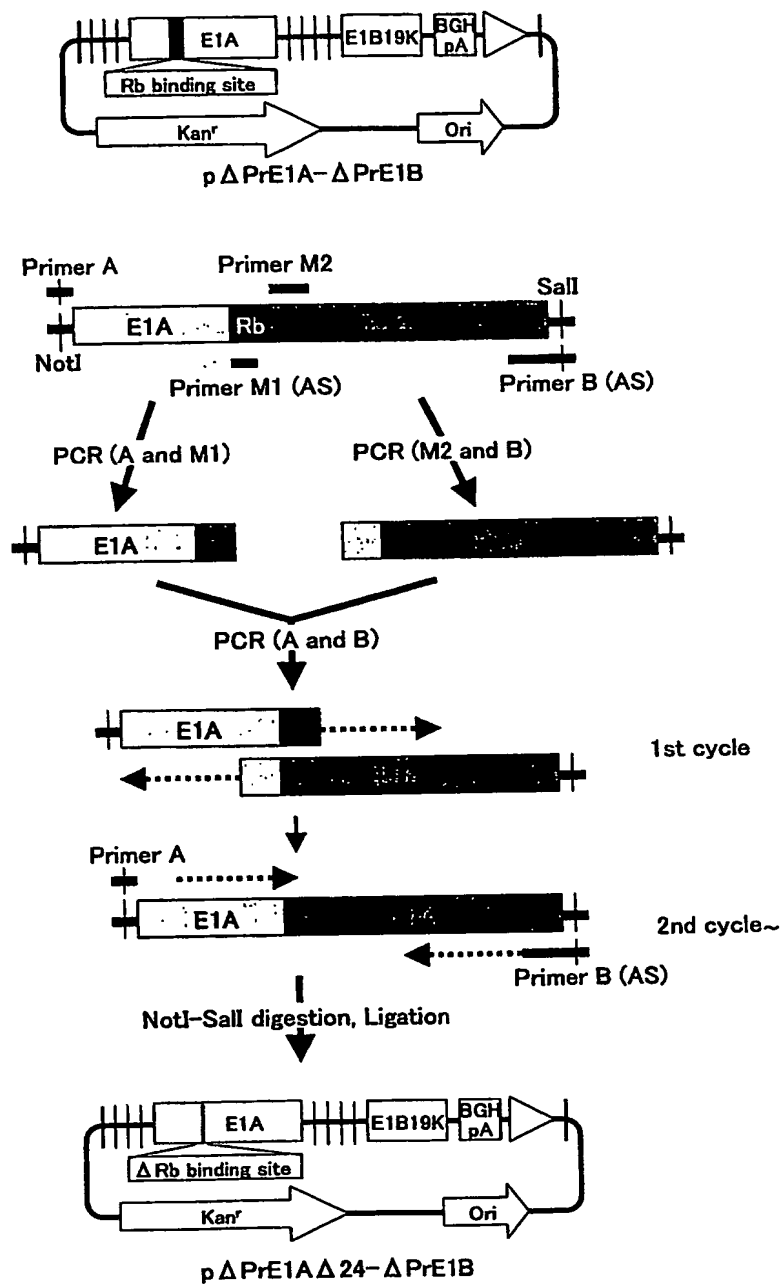 E1A
E1B19K
BGH
pA
Rb binding site
Kanʳ
Ori
pΔPrE1A-ΔPrE1B
Primer A
Primer M2
SalI
E1A
Rb
NotI
Primer M1 (AS)
Primer B (AS)
PCR (A and M1)
PCR (M2 and B)
E1A
PCR (A and B)
E1A
1st cycle
Primer A
E1A
2nd cycle~
Primer B (AS)
NotI-SalI digestion, Ligation
E1A
E1B19K
BGH
pA
ΔRb binding site
Kanʳ
Ori
pΔPrE1AΔ24-ΔPrE1B